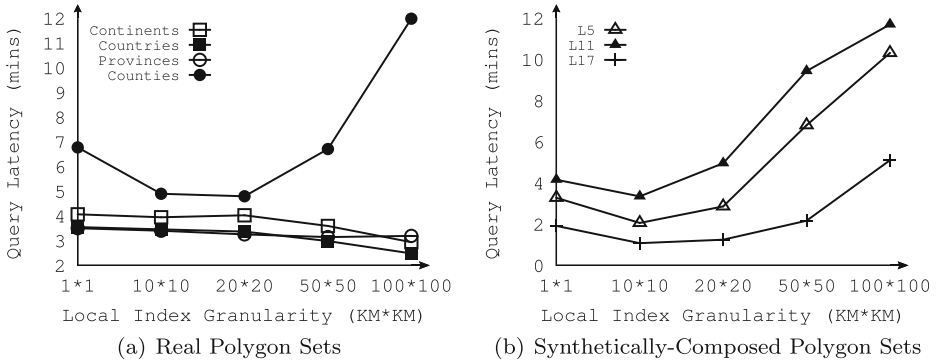 Query Latency (mins)
12
11
10
9
8
7
6
5
4
3
2
Continents
Countries
Provinces
Counties
1*1 10*10 20*20 50*50 100*100
Local Index Granularity (KM*KM)
(a) Real Polygon Sets
Query Latency (mins)
12
10
8
6
4
2
0
L5
L11
L17
1*1 10*10 20*20 50*50 100*100
Local Index Granularity (KM*KM)
(b) Synthetically-Composed Polygon Sets